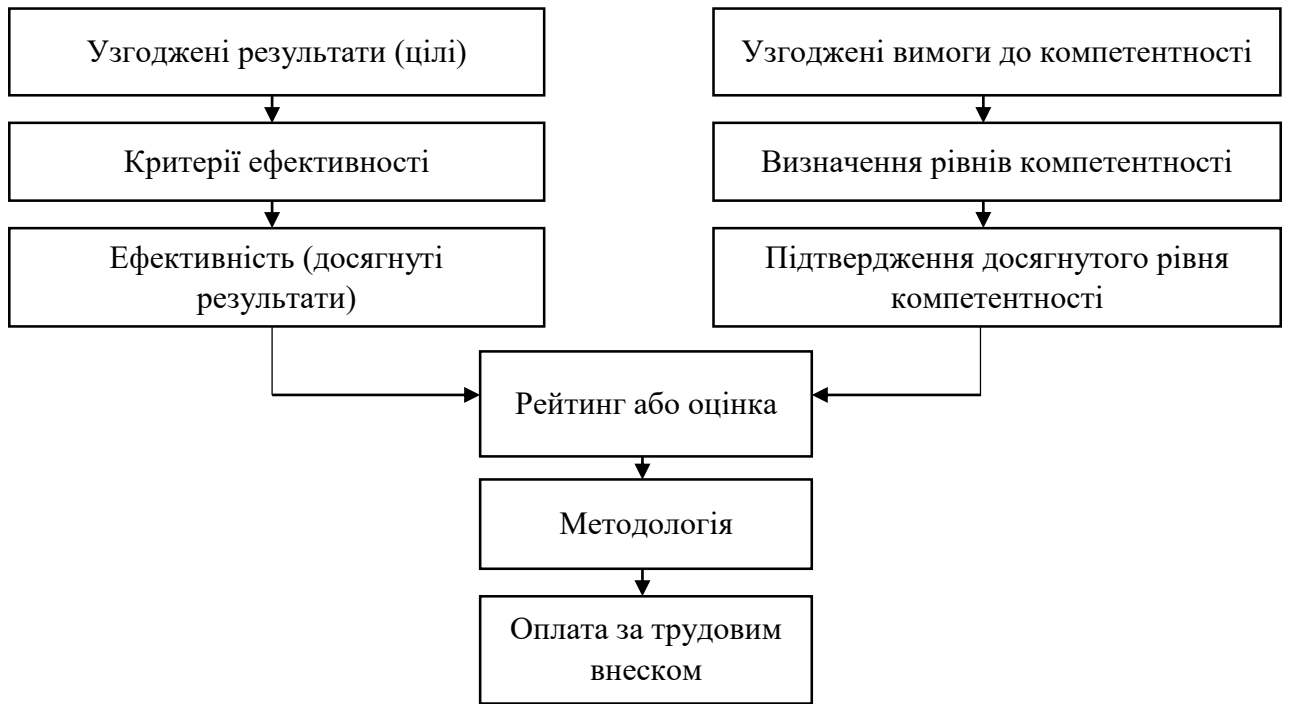 Узгоджені результати (цілі)
Узгоджені вимоги до компетентності
Критерії ефективності
Визначення рівнів компетентності
Ефективність (досягнуті
результати)
Підтвердження досягнутого рівня
компетентності
Рейтинг або оцінка
Методологія
Оплата за трудовим
внеском